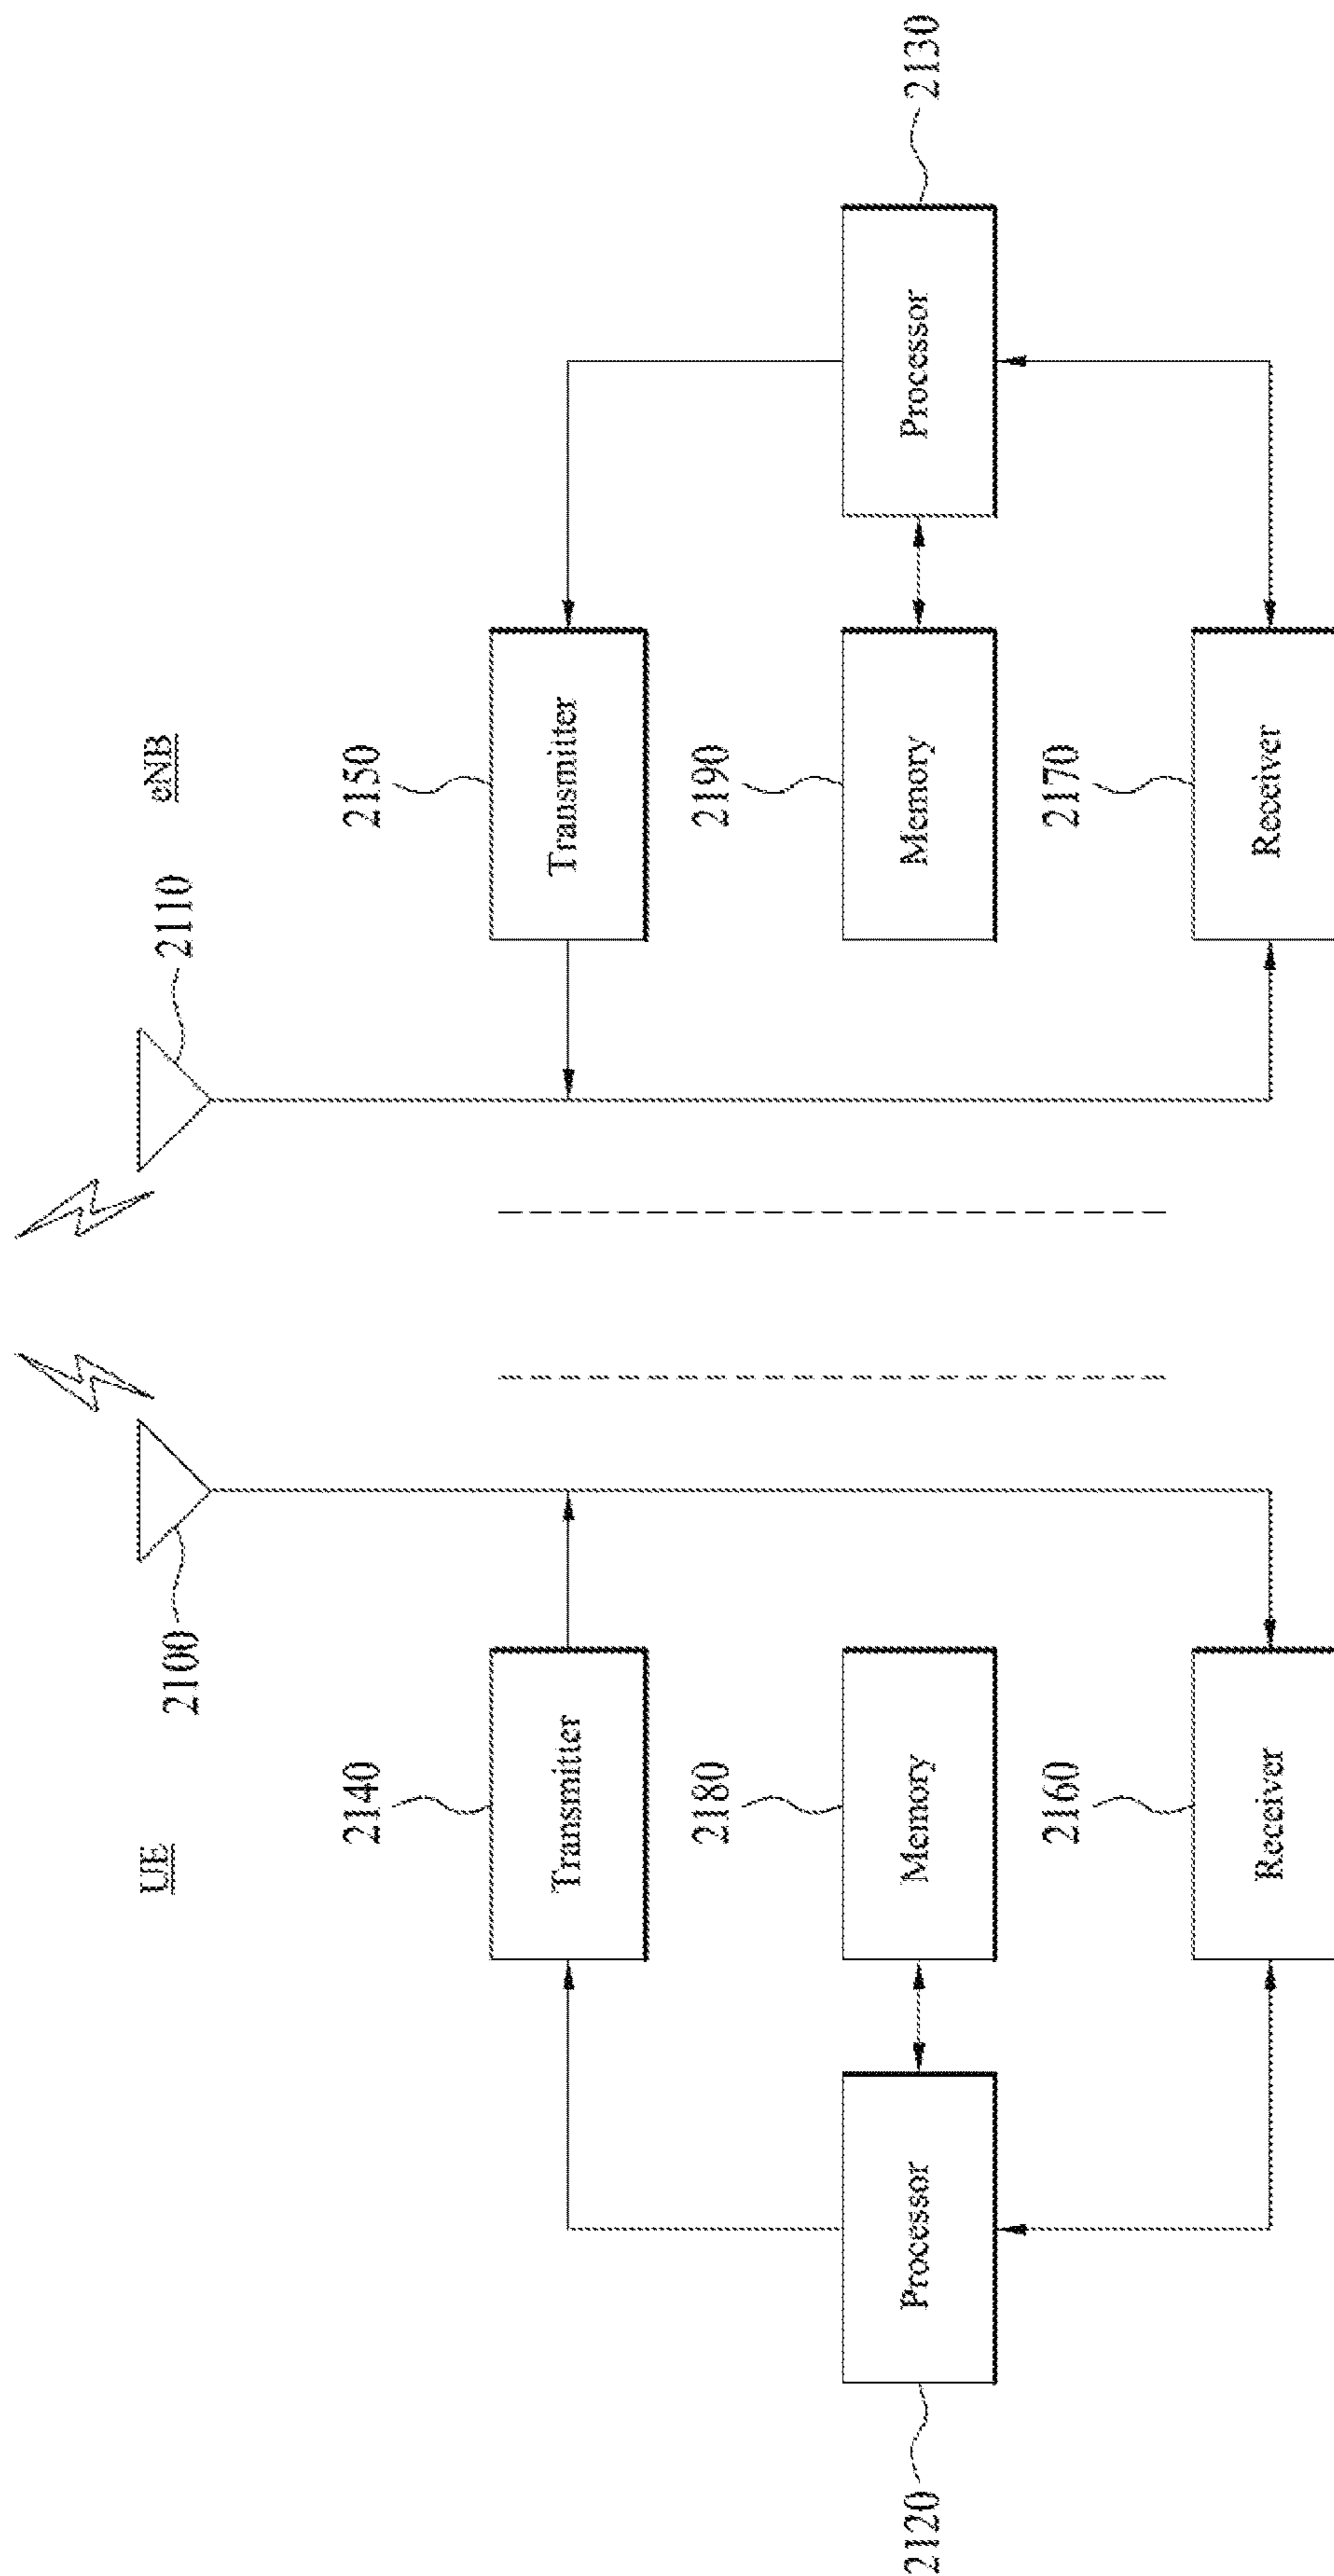 UE
eNB
2100
2110
2140
2150
Transmitter
Transmitter
2120
2180
2190
2130
Processor
Memory
Memory
Processor
2160
2170
Receiver
Receiver